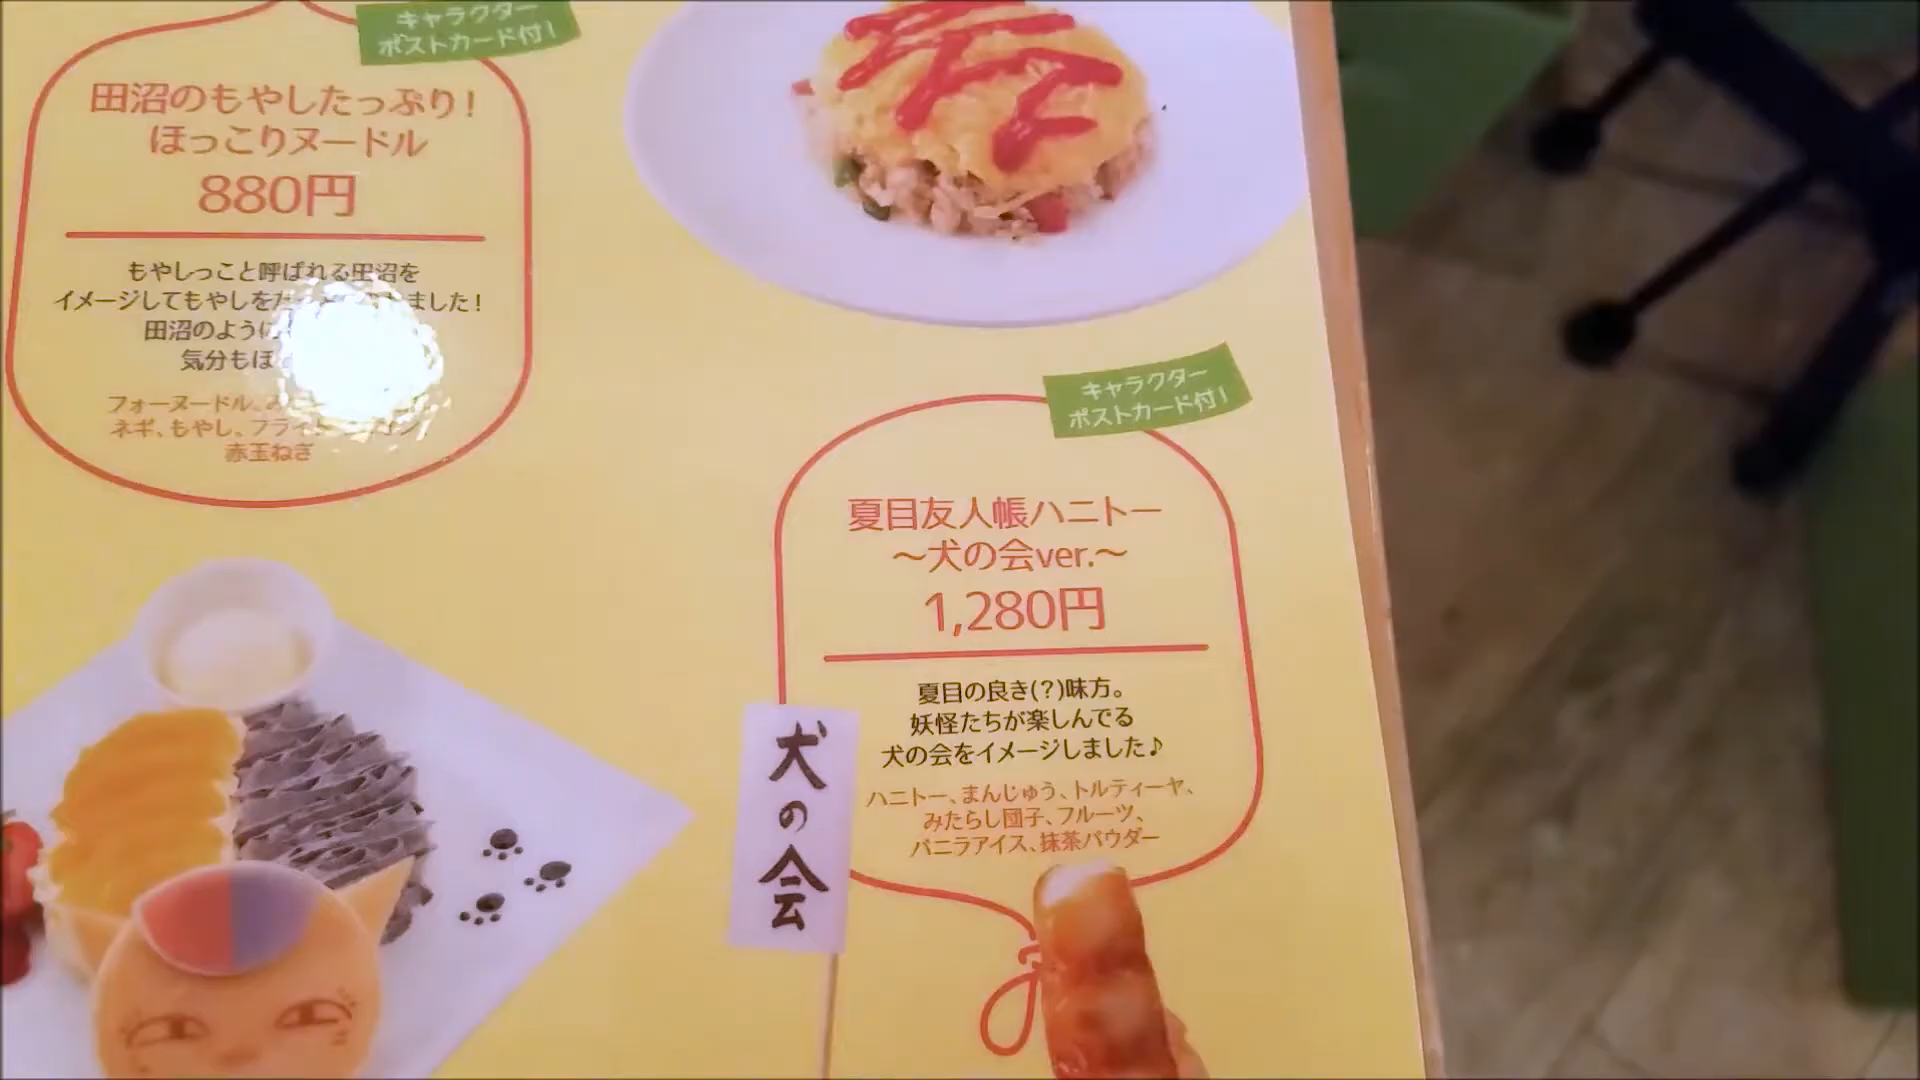 キャラクター
ポストカード付!
田沼のもやしたっぷり!
ほっこりヌードル
880円
もやしっこと呼ばれる田沼を
イメージしてもやしをた ました!
田沼のように
気分もほ
フォーヌードル、
ネギ、もやし、フライド
赤玉ねぎ
キャラクター
ポストカード付!
夏目友人帳ハニトー
〜犬の会ver.〜
1,280円
夏目の良き(?)味方。
妖怪たちが楽しんでる
犬の会をイメージしました♪
ハニトー、まんじゅう、トルティーヤ、
みたらし団子、フルーツ、
バニラアイス、抹茶パウダー
犬の会